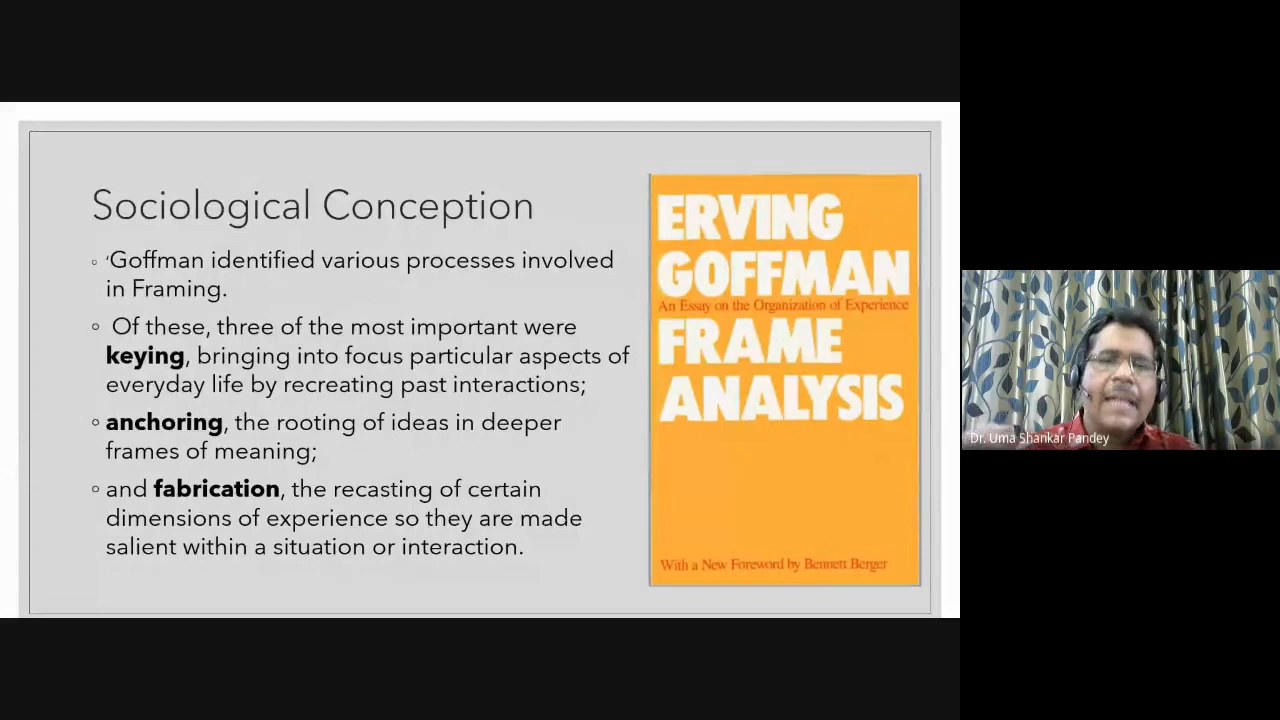 Sociological Conception
‘Goffman identified various processes involved
in Framing.
Of these, three of the most important were
keying, bringing into focus particular aspects of
everyday life by recreating past interactions;
anchoring, the rooting of ideas in deeper
frames of meaning;
and fabrication, the recasting of certain
dimensions of experience so they are made
salient within a situation or interaction.
ERVING
GOFFMAN
An Essay on the Organization of Experience
FRAME
ANALYSIS
With a New Foreword by Bennett Berger
Dr. Uma Shankar Pandey